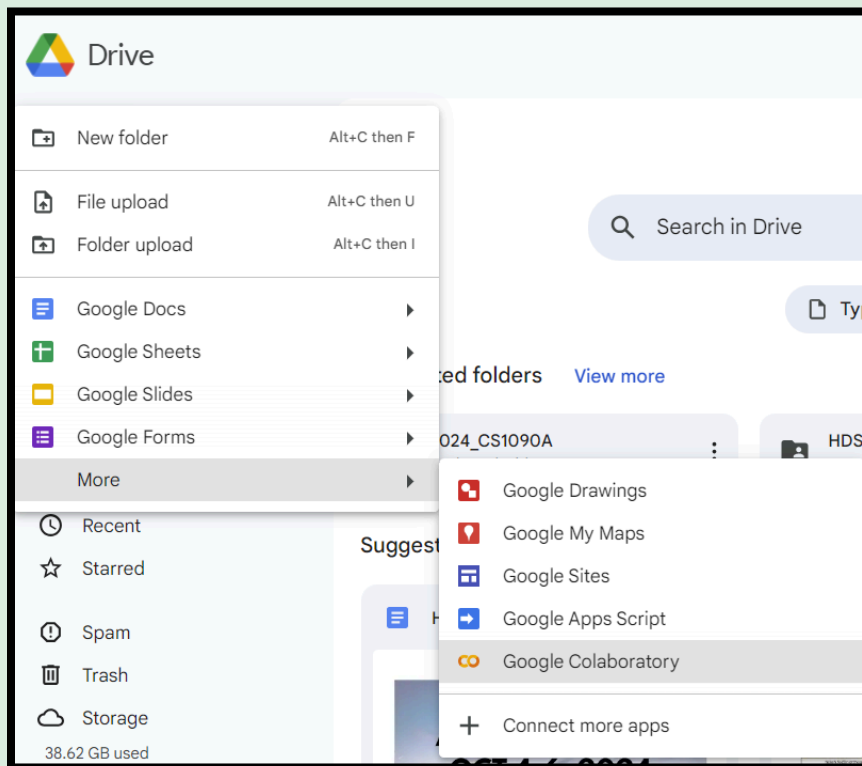 Drive
New folder Alt+C then F
File upload Alt+C then U
Folder upload Alt+C then I
Google Docs
Google Sheets
Google Slides
Google Forms
More
Recent
Starred
Spam
Trash
Storage
38.62 GB used
Search in Drive
Ty
ed folders View more
024_CS1090A
HDS
Suggest
H
Google Drawings
Google My Maps
Google Sites
Google Apps Script
Google Colaboratory
Connect more apps